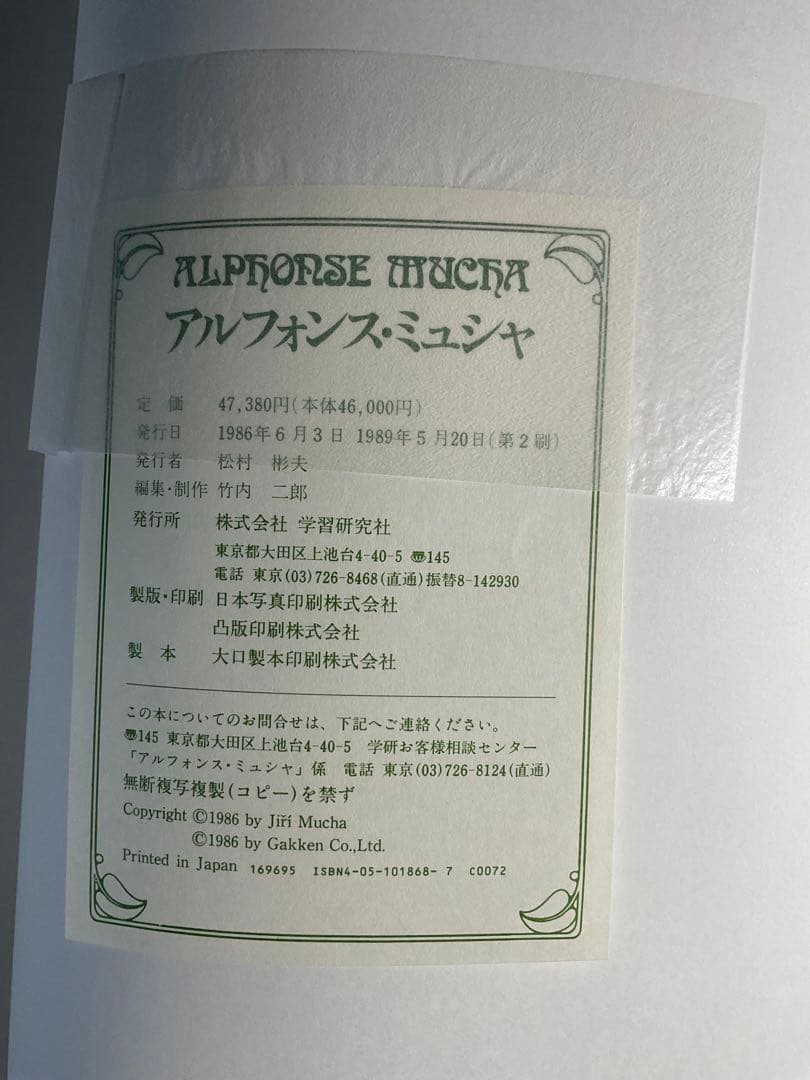 ALPHONSE MUCHA
アルフォンス・ミュシャ
定　価　47,380円(本体46,000円)
発行日　1986年6月3日 1989年5月20日(第2刷)
発行者　松村　彬夫
編集・制作 竹内　二郎
発行所　株式会社 学習研究社
東京都大田区上池台4-40-5 〠145
電話 東京(03)726-8468(直通)振替8-142930
製版・印刷 日本写真印刷株式会社
凸版印刷株式会社
製　本　大口製本印刷株式会社
この本についてのお問合せは、下記へご連絡ください。
〠145 東京都大田区上池台4-40-5　学研お客様相談センター
「アルフォンス・ミュシャ」係　電話 東京(03)726-8124(直通)
無断複写複製(コピー)を禁ず
Copyright ©1986 by Jiří Mucha
©1986 by Gakken Co.,Ltd.
Printed in Japan 169695 ISBN4-05-101868-7 C0072